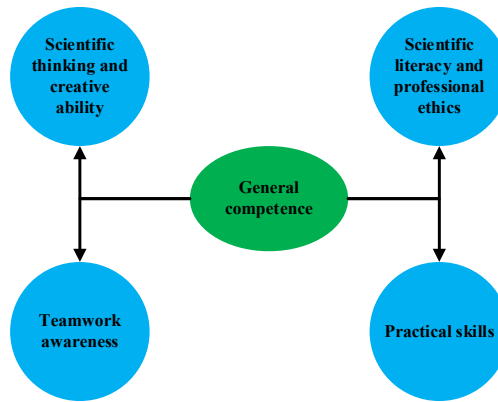 Scientific
thinking and
creative
ability
Scientific
literacy and
professional
ethics
General
competence
Teamwork
awareness
Practical skills